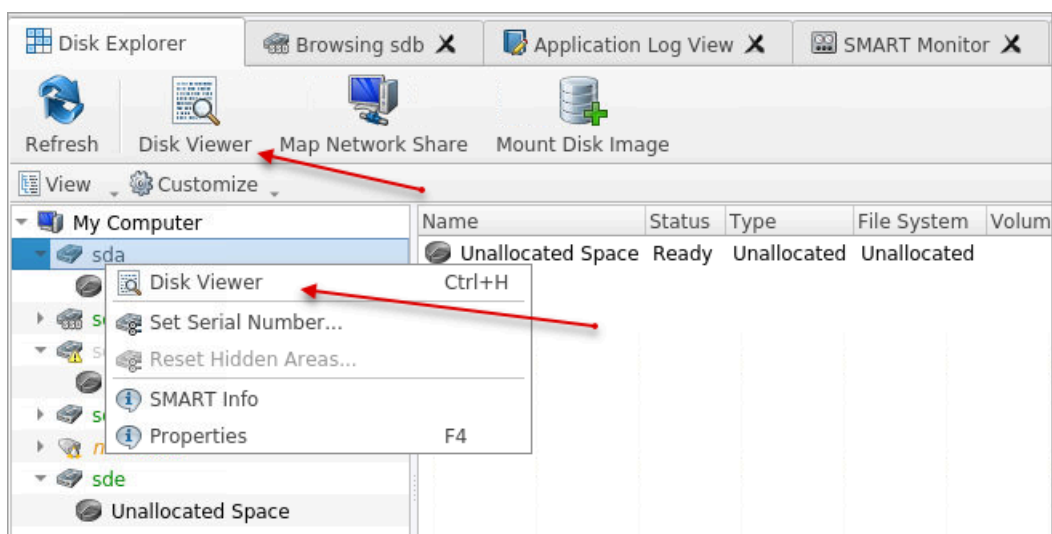 Disk Explorer Browsing sdb Application Log View SMART Monitor
Refresh Disk Viewer Map Network Share Mount Disk Image
View Customize
My Computer Name Status Type File System Volum
sda Unallocated Space Ready Unallocated Unallocated
Disk Viewer Ctrl+H
Set Serial Number...
Reset Hidden Areas...
SMART Info
Properties F4
sde
Unallocated Space